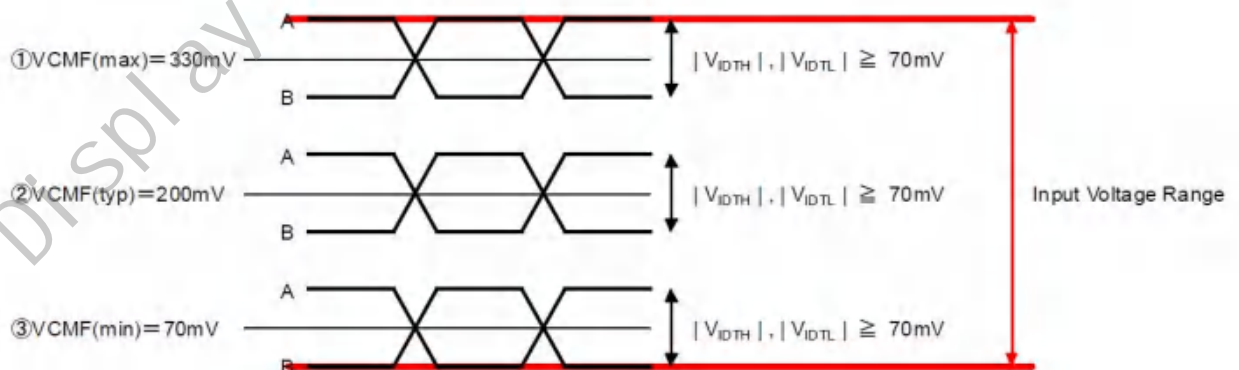 A
①VCMF(max)=330mV
B
|VIDTH|,|VIDTL| ≧ 70mV
A
②VCMF(typ)=200mV
B
|VIDTH|,|VIDTL| ≧ 70mV
Input Voltage Range
A
③VCMF(min)=70mV
B
|VIDTH|,|VIDTL| ≧ 70mV
Display